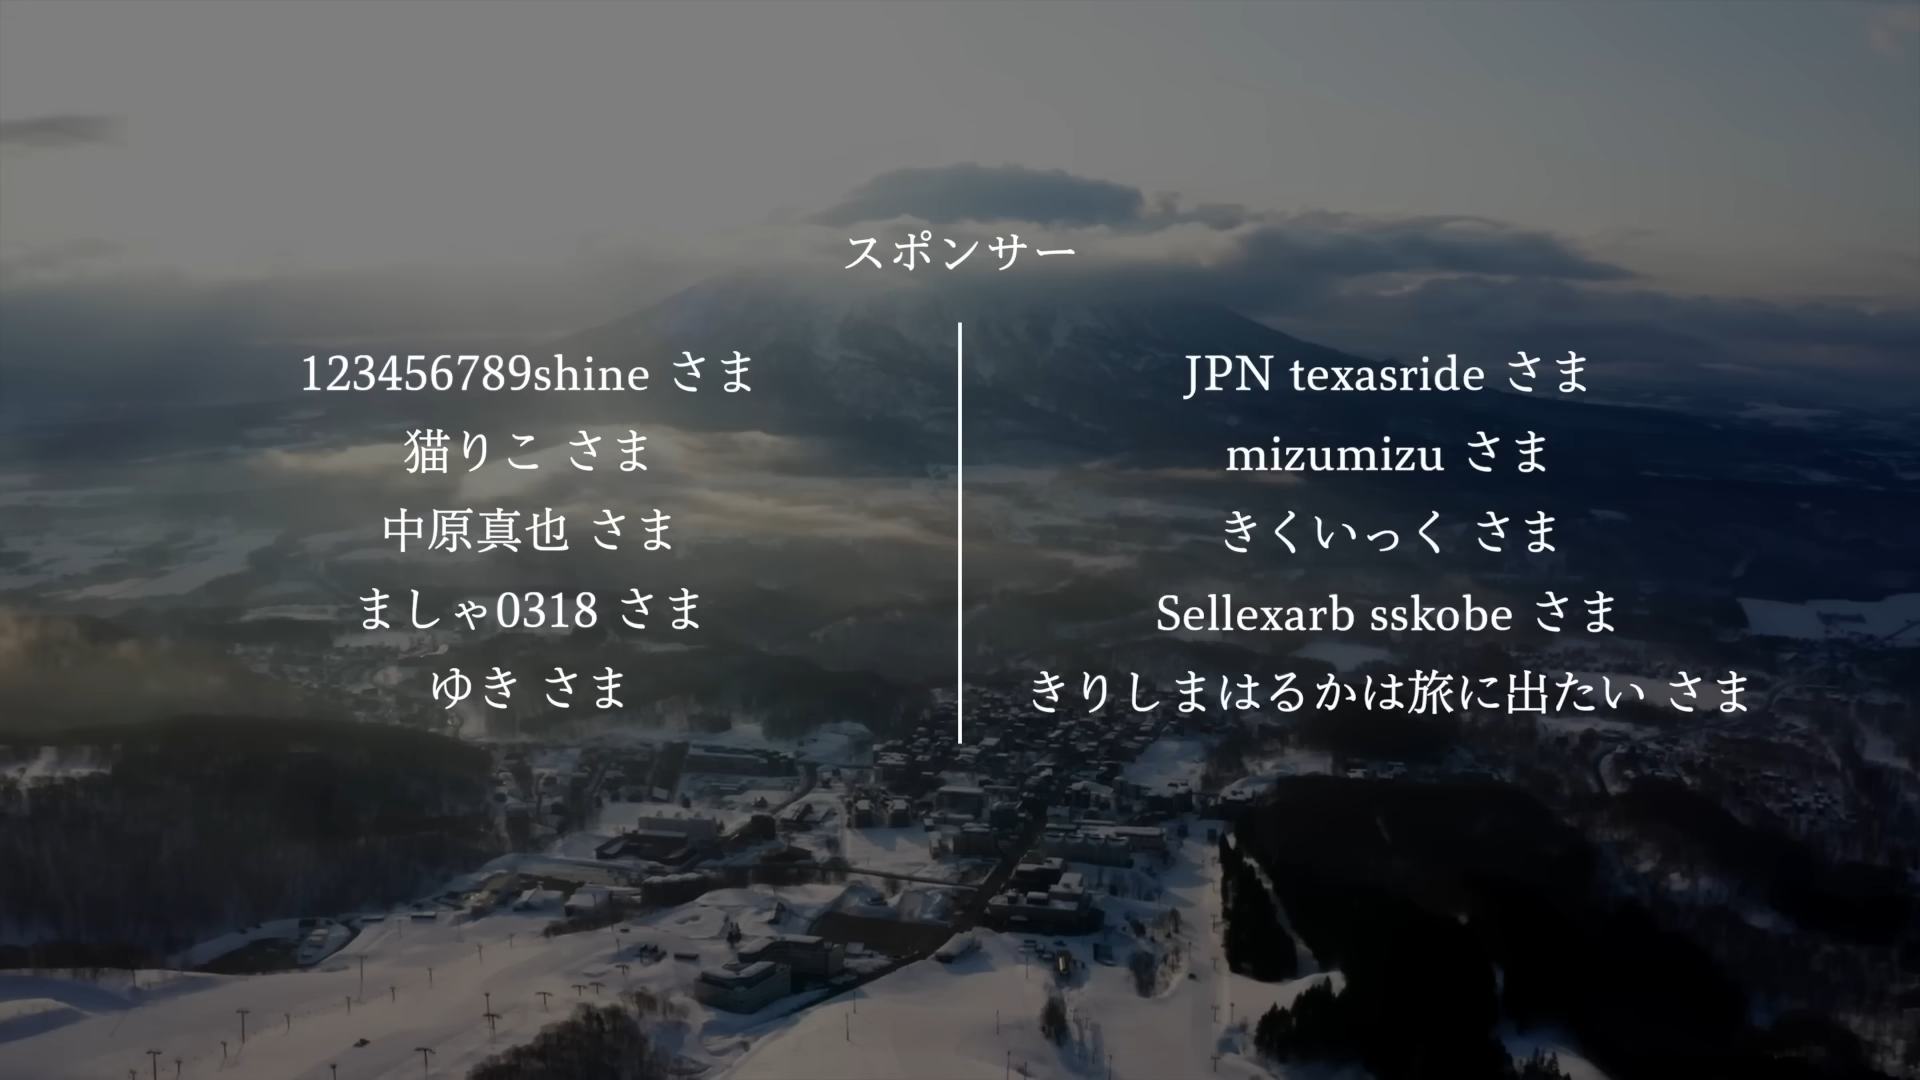 スポンサー
123456789shine さま
猫りこ さま
中原真也 さま
ましゃ0318 さま
ゆき さま
JPN texasride さま
mizumizu さま
きくいっく さま
Sellexarb sskobe さま
きりしまはるかは旅に出たい さま